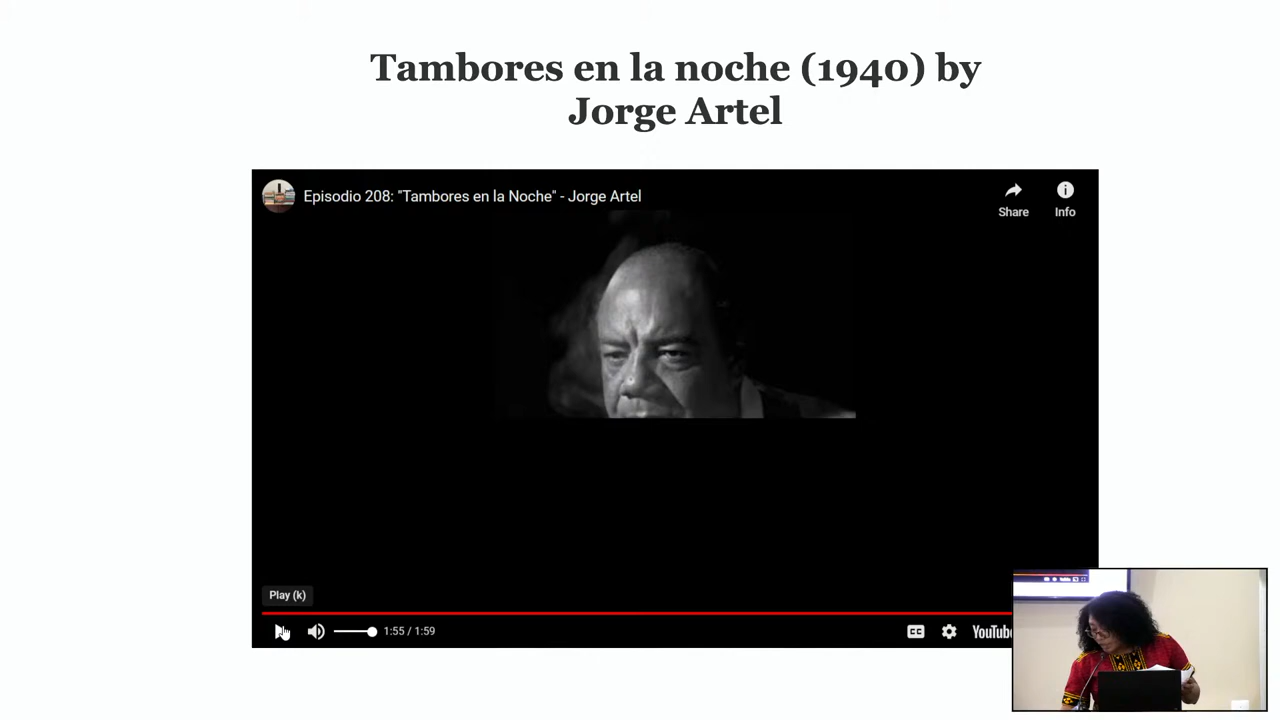 Tambores en la noche (1940) by
Jorge Artel
Episodio 208: "Tambores en la Noche" - Jorge Artel
Share
Info
Play (k)
1:55 / 1:59
CC
YouTube